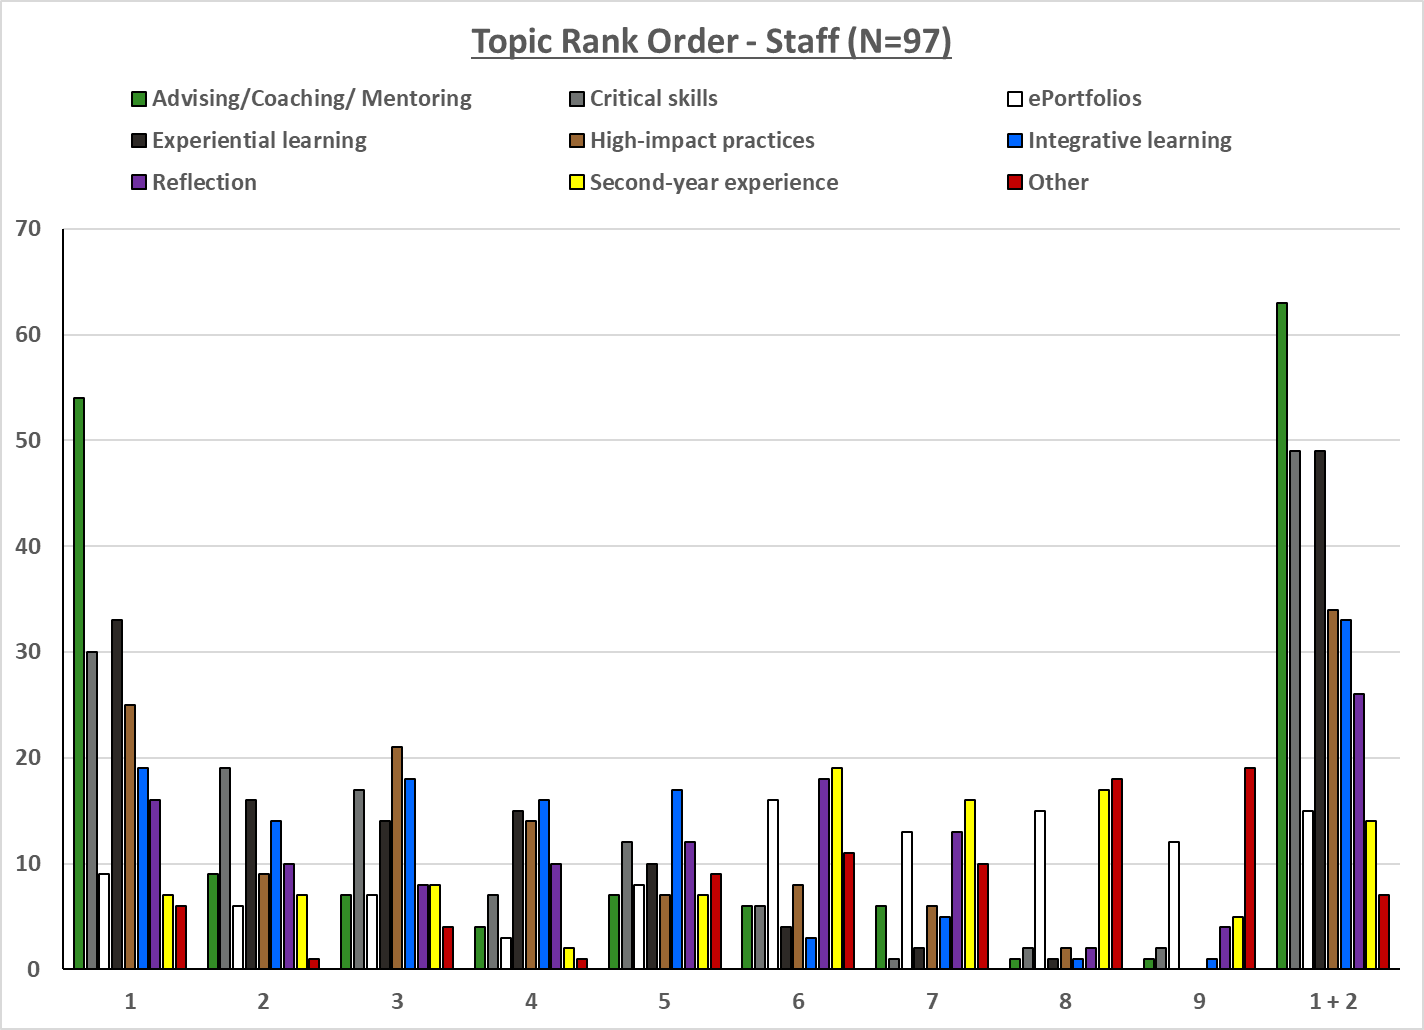 Topic Rank Order - Staff (N=97)
Advising/Coaching/ Mentoring Critical skills ePortfolios
Experiential learning High-impact practices Integrative learning
Reflection Second-year experience Other
70
60
50
40
30
20
10
0
1 2 3 4 5 6 7 8 9 1 + 2